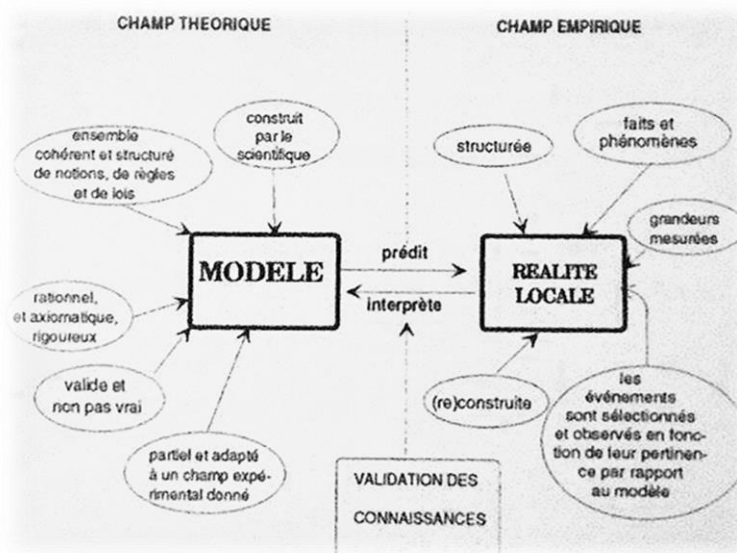 CHAMP THEORIQUE
CHAMP EMPIRIQUE
ensemble
cohérent et structuré
de notions, de règles
et de lois
construit
par le
scientifique
structurée
faits et
phénomènes
grandeurs
mesurées
MODELE
prédit
interprète
REALITE
LOCALE
rationnel,
et axiomatique,
rigoureux
valide et
non pas vrai
partiel et adapté
à un champ expé-
rimental donné
(re)construite
les
événements
sont sélectionnés
et observés en fonc-
tion de leur pertinen-
ce par rapport
au modèle
VALIDATION DES
CONNAISSANCES